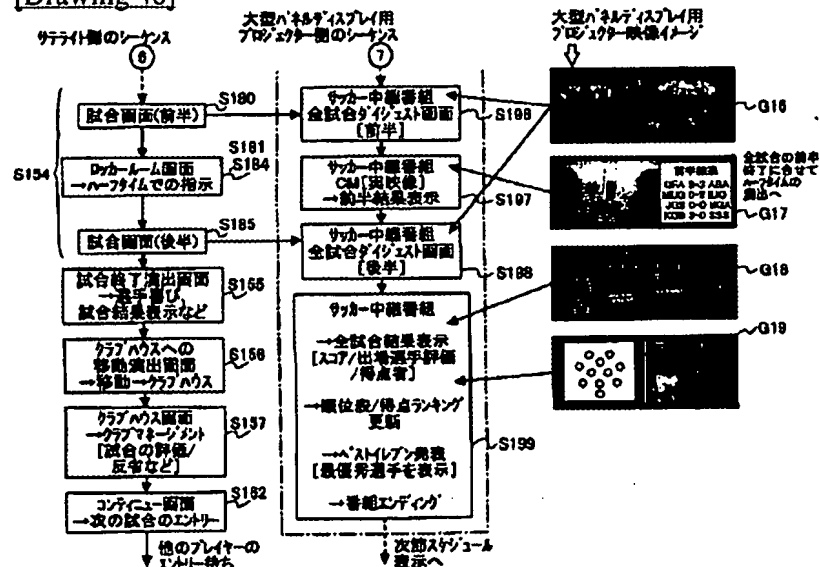 [Drawing 46]
サテライト側のシーケンス
6
S154
試合画面(前半)
S180
ロッカールーム画面
→ハーフタイムでの指示
S181
S184
試合画面(後半)
S185
試合終了演出画面
→選手喜び、
試合結果表示など
S155
クラブハウスへの
移動演出画面
→移動→クラブハウス
S156
クラブハウス画面
→クラブマネージメント
[試合の評価/
反省など]
S157
コンティニュー画面
→次の試合のエントリー
S162
他のプレイヤーの
エントリー待ち
大型パネルディスプレイ用
プロジェクター側のシーケンス
7
サッカー中継番組
全試合ダイジェスト画面
[前半]
S196
サッカー中継番組
→前半結果表示
S197
サッカー中継番組
全試合ダイジェスト画面
[後半]
S198
サッカー中継番組
→全試合結果表示
[スコア/出場選手評価
/得点者]
→順位表/得点ランキング
更新
→ベストイレブン発表
[最優秀選手を表示]
→番組エンディング
S199
次節スケジュール
表示へ
大型パネルディスプレイ用
プロジェクター映像イメージ
G16
前半結果
全試合の前半
終了に合せて
ハーフタイムの
演出へ
G17
G18
G19